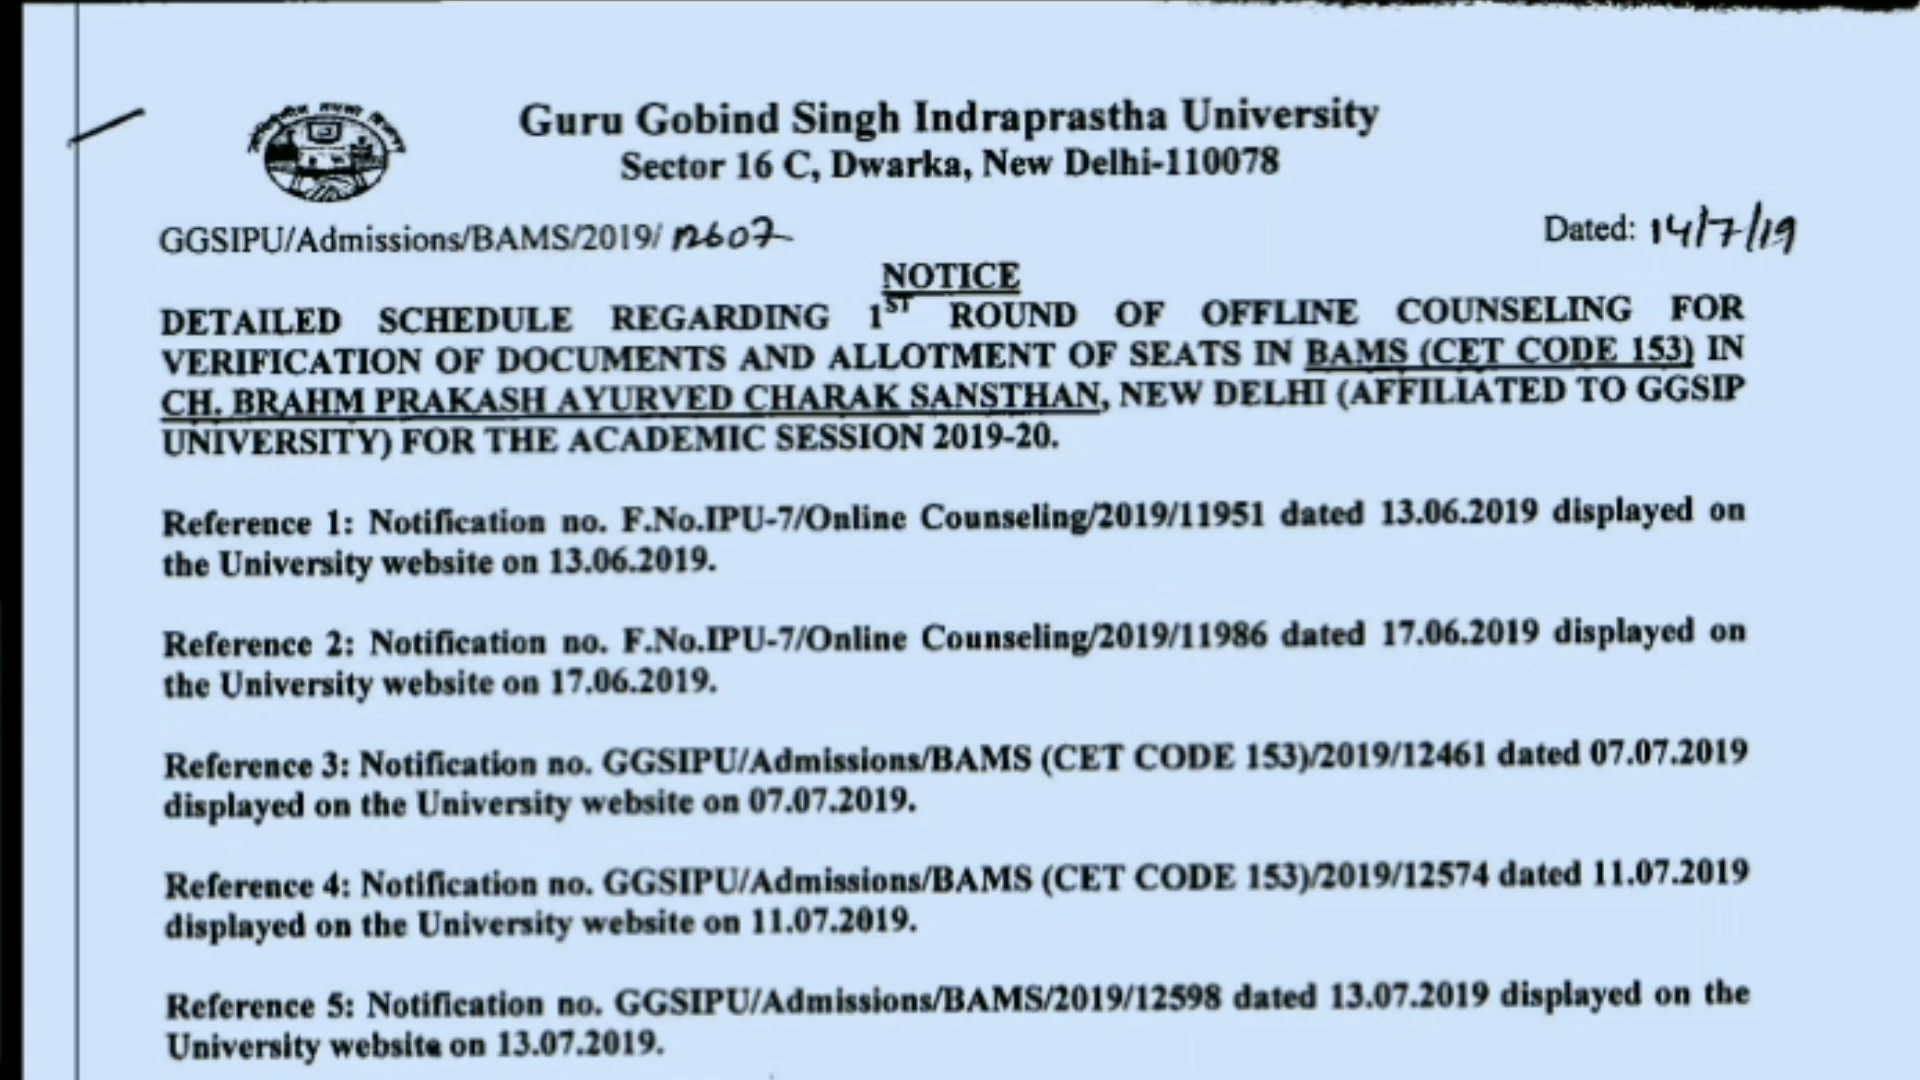 Guru Gobind Singh Indraprastha University
Sector 16 C, Dwarka, New Delhi-110078
GGSIPU/Admissions/BAMS/2019/ 12607
Dated: 14/7/19
NOTICE
DETAILED SCHEDULE REGARDING 1ST ROUND OF OFFLINE COUNSELING FOR
VERIFICATION OF DOCUMENTS AND ALLOTMENT OF SEATS IN BAMS (CET CODE 153) IN
CH. BRAHM PRAKASH AYURVED CHARAK SANSTHAN, NEW DELHI (AFFILIATED TO GGSIP
UNIVERSITY) FOR THE ACADEMIC SESSION 2019-20.
Reference 1: Notification no. F.No.IPU-7/Online Counseling/2019/11951 dated 13.06.2019 displayed on
the University website on 13.06.2019.
Reference 2: Notification no. F.No.IPU-7/Online Counseling/2019/11986 dated 17.06.2019 displayed on
the University website on 17.06.2019.
Reference 3: Notification no. GGSIPU/Admissions/BAMS (CET CODE 153)/2019/12461 dated 07.07.2019
displayed on the University website on 07.07.2019.
Reference 4: Notification no. GGSIPU/Admissions/BAMS (CET CODE 153)/2019/12574 dated 11.07.2019
displayed on the University website on 11.07.2019.
Reference 5: Notification no. GGSIPU/Admissions/BAMS/2019/12598 dated 13.07.2019 displayed on the
University website on 13.07.2019.